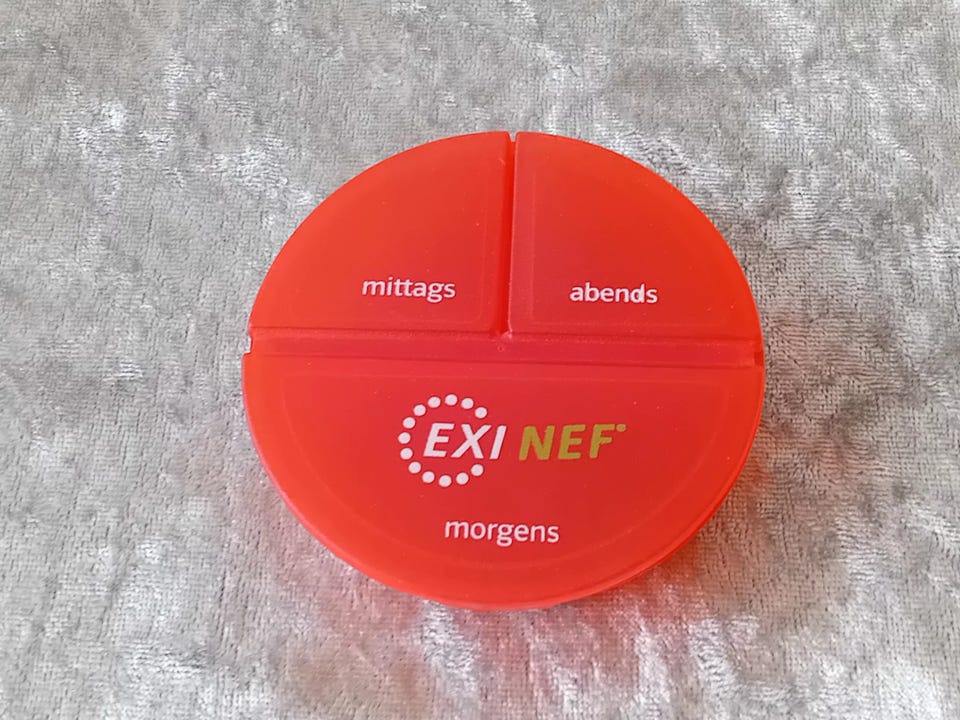 mittags
abends
EXI NEF
morgens